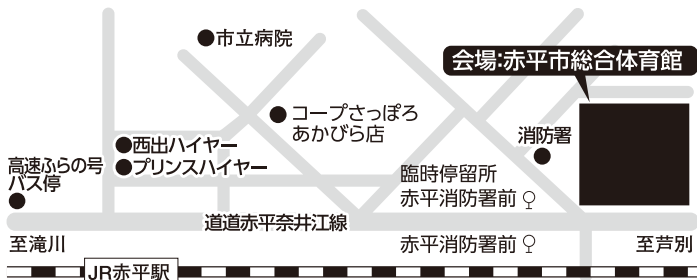 市立病院
会場:赤平市総合体育館
コープさっぽろ
あかびら店
消防署
西出ハイヤー
プリンスハイヤー
高速ふらの号
バス停
臨時停留所
赤平消防署前
道道赤平奈井江線
至滝川
赤平消防署前
至芦別
JR赤平駅